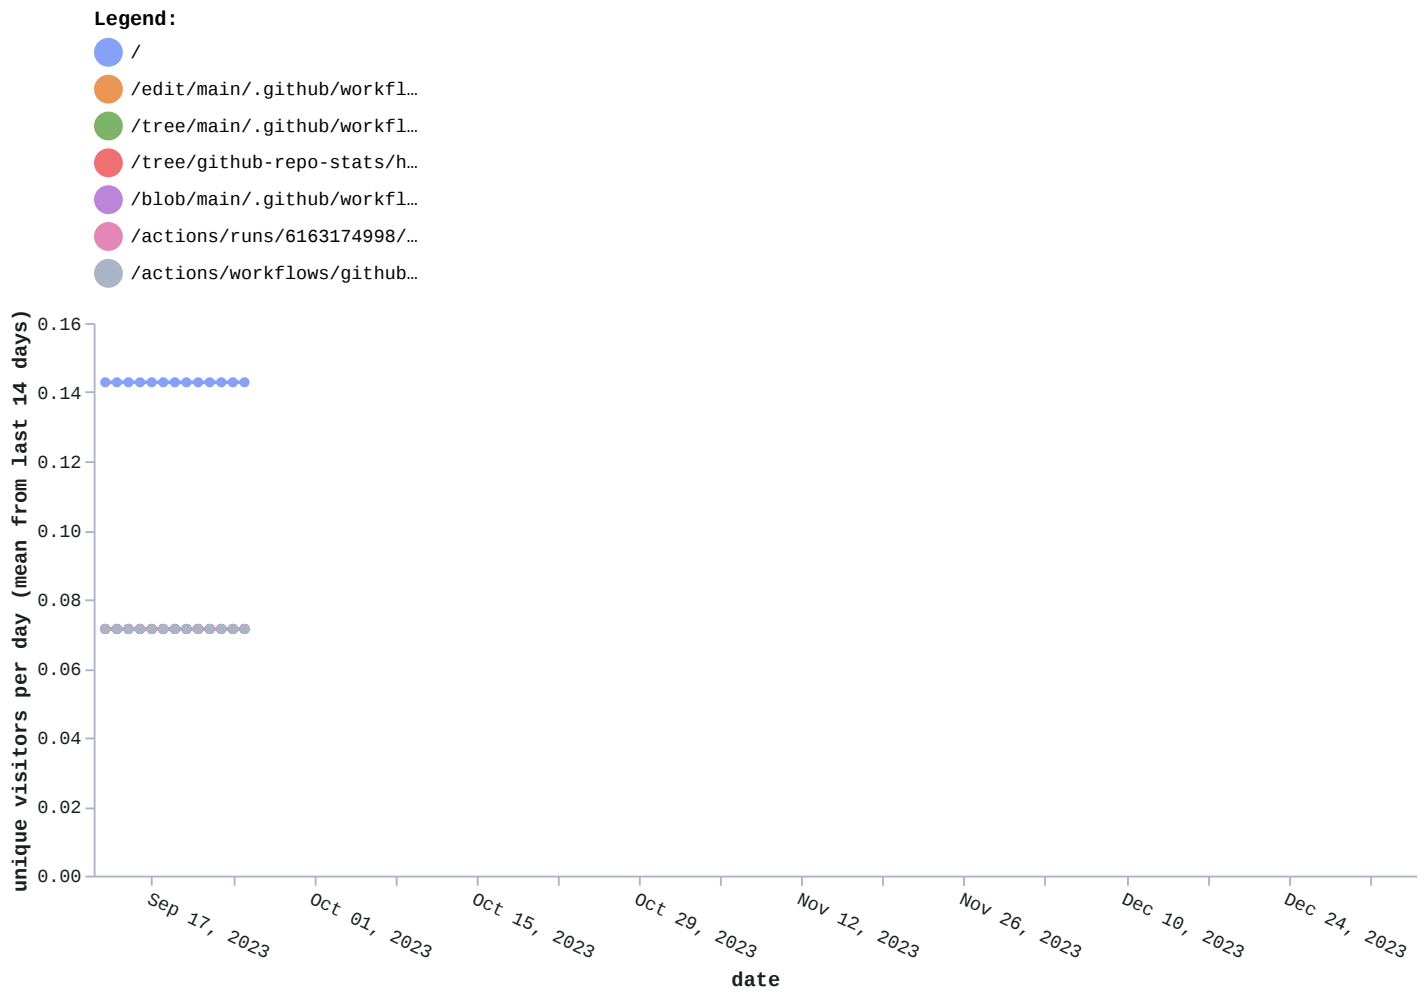 Legend:
/
/edit/main/.github/workfl…
/tree/main/.github/workfl…
/tree/github-repo-stats/h…
/blob/main/.github/workfl…
/actions/runs/6163174998/…
/actions/workflows/github…
unique visitors per day (mean from last 14 days)
0.16
0.14
0.12
0.10
0.08
0.06
0.04
0.02
0.00
Sep 17, 2023
Oct 01, 2023
Oct 15, 2023
Oct 29, 2023
Nov 12, 2023
Nov 26, 2023
Dec 10, 2023
Dec 24, 2023
date